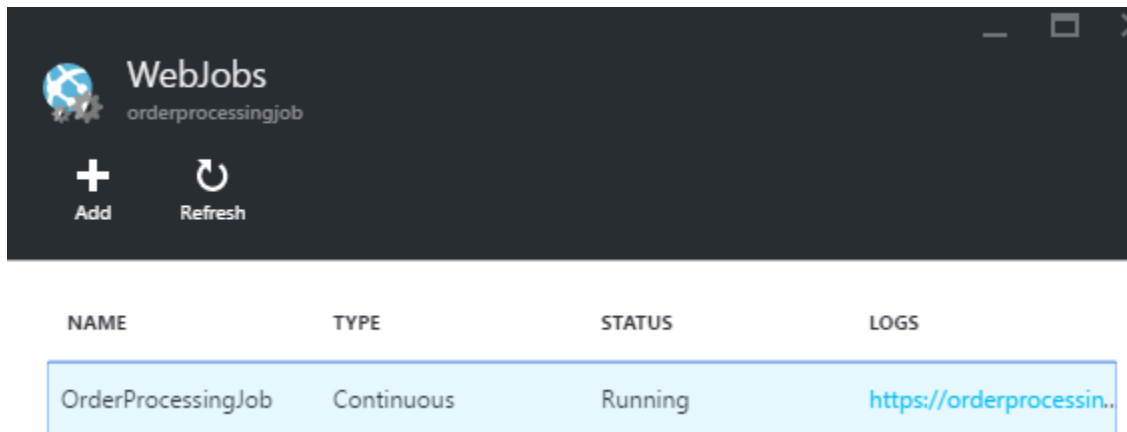 WebJobs
orderprocessingjob
Add Refresh
NAME TYPE STATUS LOGS
OrderProcessingJob Continuous Running https://orderprocessin..